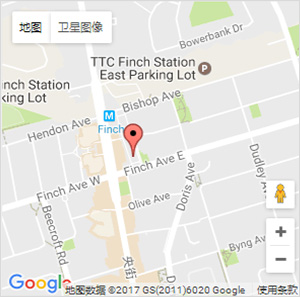 Bowerbank Dr
地图
卫星图像
TTC Finch Station
East Parking Lot
P
Finch Station
Parking Lot
Bishop Ave
Hendon Ave
M
Finch
Finch Ave E
Finch Ave W
Dudley Ave
Doris Ave
Olive Ave
Beecroft Rd
央街
Byng Ave
+
−
Google
地图数据 ©2017 GS(2011)6020 Google
使用条款